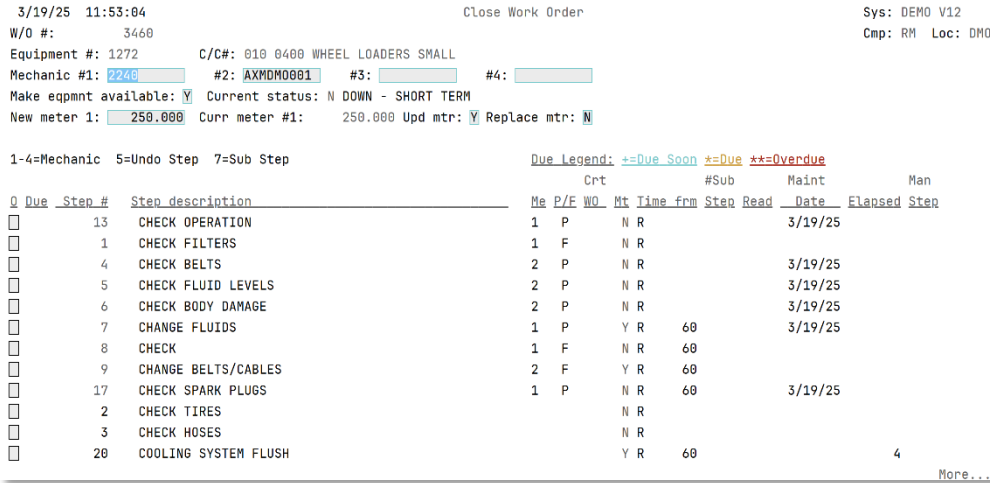 3/19/25 11:53:04 Close Work Order Sys: DEMO V12
W/O #: 3460 Cmp: RM Loc: DMO
Equipment #: 1272 C/C#: 010 0400 WHEEL LOADERS SMALL
Mechanic #1: 2240 #2: AXMDMO001 #3: #4:
Make eqpmnt available: Y Current status: N DOWN - SHORT TERM
New meter 1: 250.000 Curr meter #1: 250.000 Upd mtr: Y Replace mtr: N
1-4=Mechanic 5=Undo Step 7=Sub Step Due Legend: +=Due Soon *=Due **=Overdue
Crt #Sub Maint Man
O Due Step # Step description Me P/F WO Mt Time frm Step Read Date Elapsed Step
13 CHECK OPERATION 1 P N R 3/19/25
1 CHECK FILTERS 1 F N R
4 CHECK BELTS 2 P N R 3/19/25
5 CHECK FLUID LEVELS 2 P N R 3/19/25
6 CHECK BODY DAMAGE 2 P N R 3/19/25
7 CHANGE FLUIDS 1 P Y R 60 3/19/25
8 CHECK 1 F N R 60
9 CHANGE BELTS/CABLES 2 F Y R 60
17 CHECK SPARK PLUGS 1 P N R 60 3/19/25
2 CHECK TIRES N R
3 CHECK HOSES N R
20 COOLING SYSTEM FLUSH Y R 60 4
More...